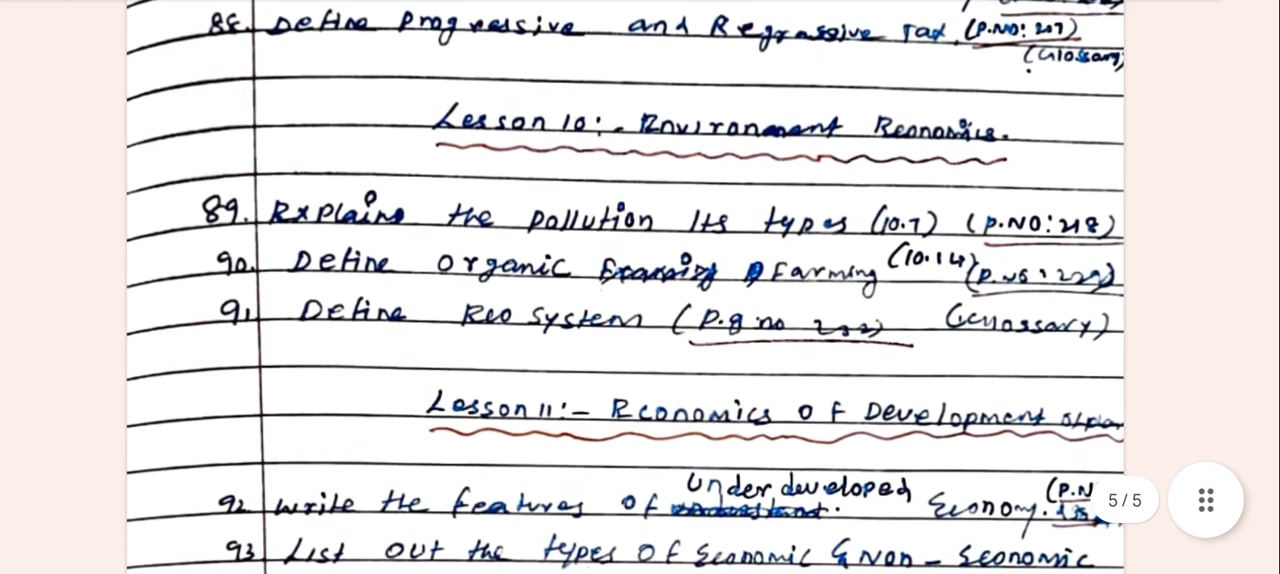 88. Define Progressive and Regressive Tax. (P.NO: 207)
(Glossary)
Lesson 10:- Environment Economics.
89. Explains the pollution Its types (10.7) (P.NO: 218)
90. Define organic Farming (10.14) (P.NO: 229)
91 Define Eco system (P.g no 232) (Glossary)
Lesson 11:- Economics of Development
92 write the features of Under developed Economy. (P.N
93 List out the types of Economic & Non - Economic
5/5